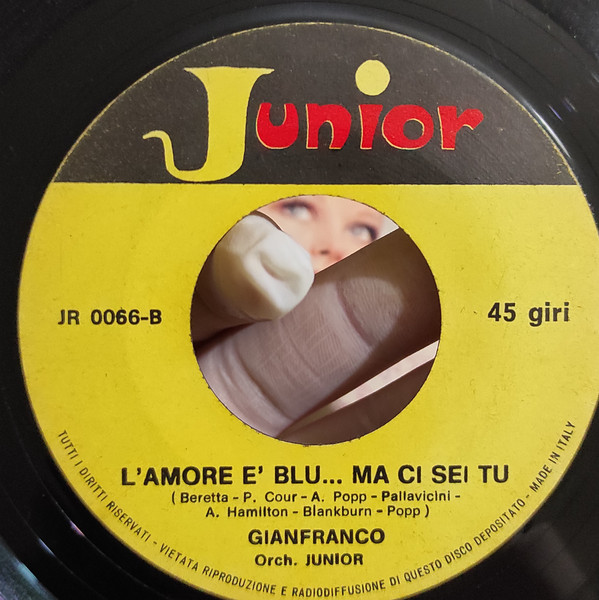 Junior
JR 0066-B
45 giri
L'AMORE E' BLU... MA CI SEI TU
( Beretta - P. Cour - A. Popp - Pallavicini -
A. Hamilton - Blankburn - Popp )
GIANFRANCO
Orch. JUNIOR
TUTTI I DIRITTI RISERVATI - VIETATA RIPRODUZIONE E RADIODIFFUSIONE DI QUESTO DISCO DEPOSITATO - MADE IN ITALY